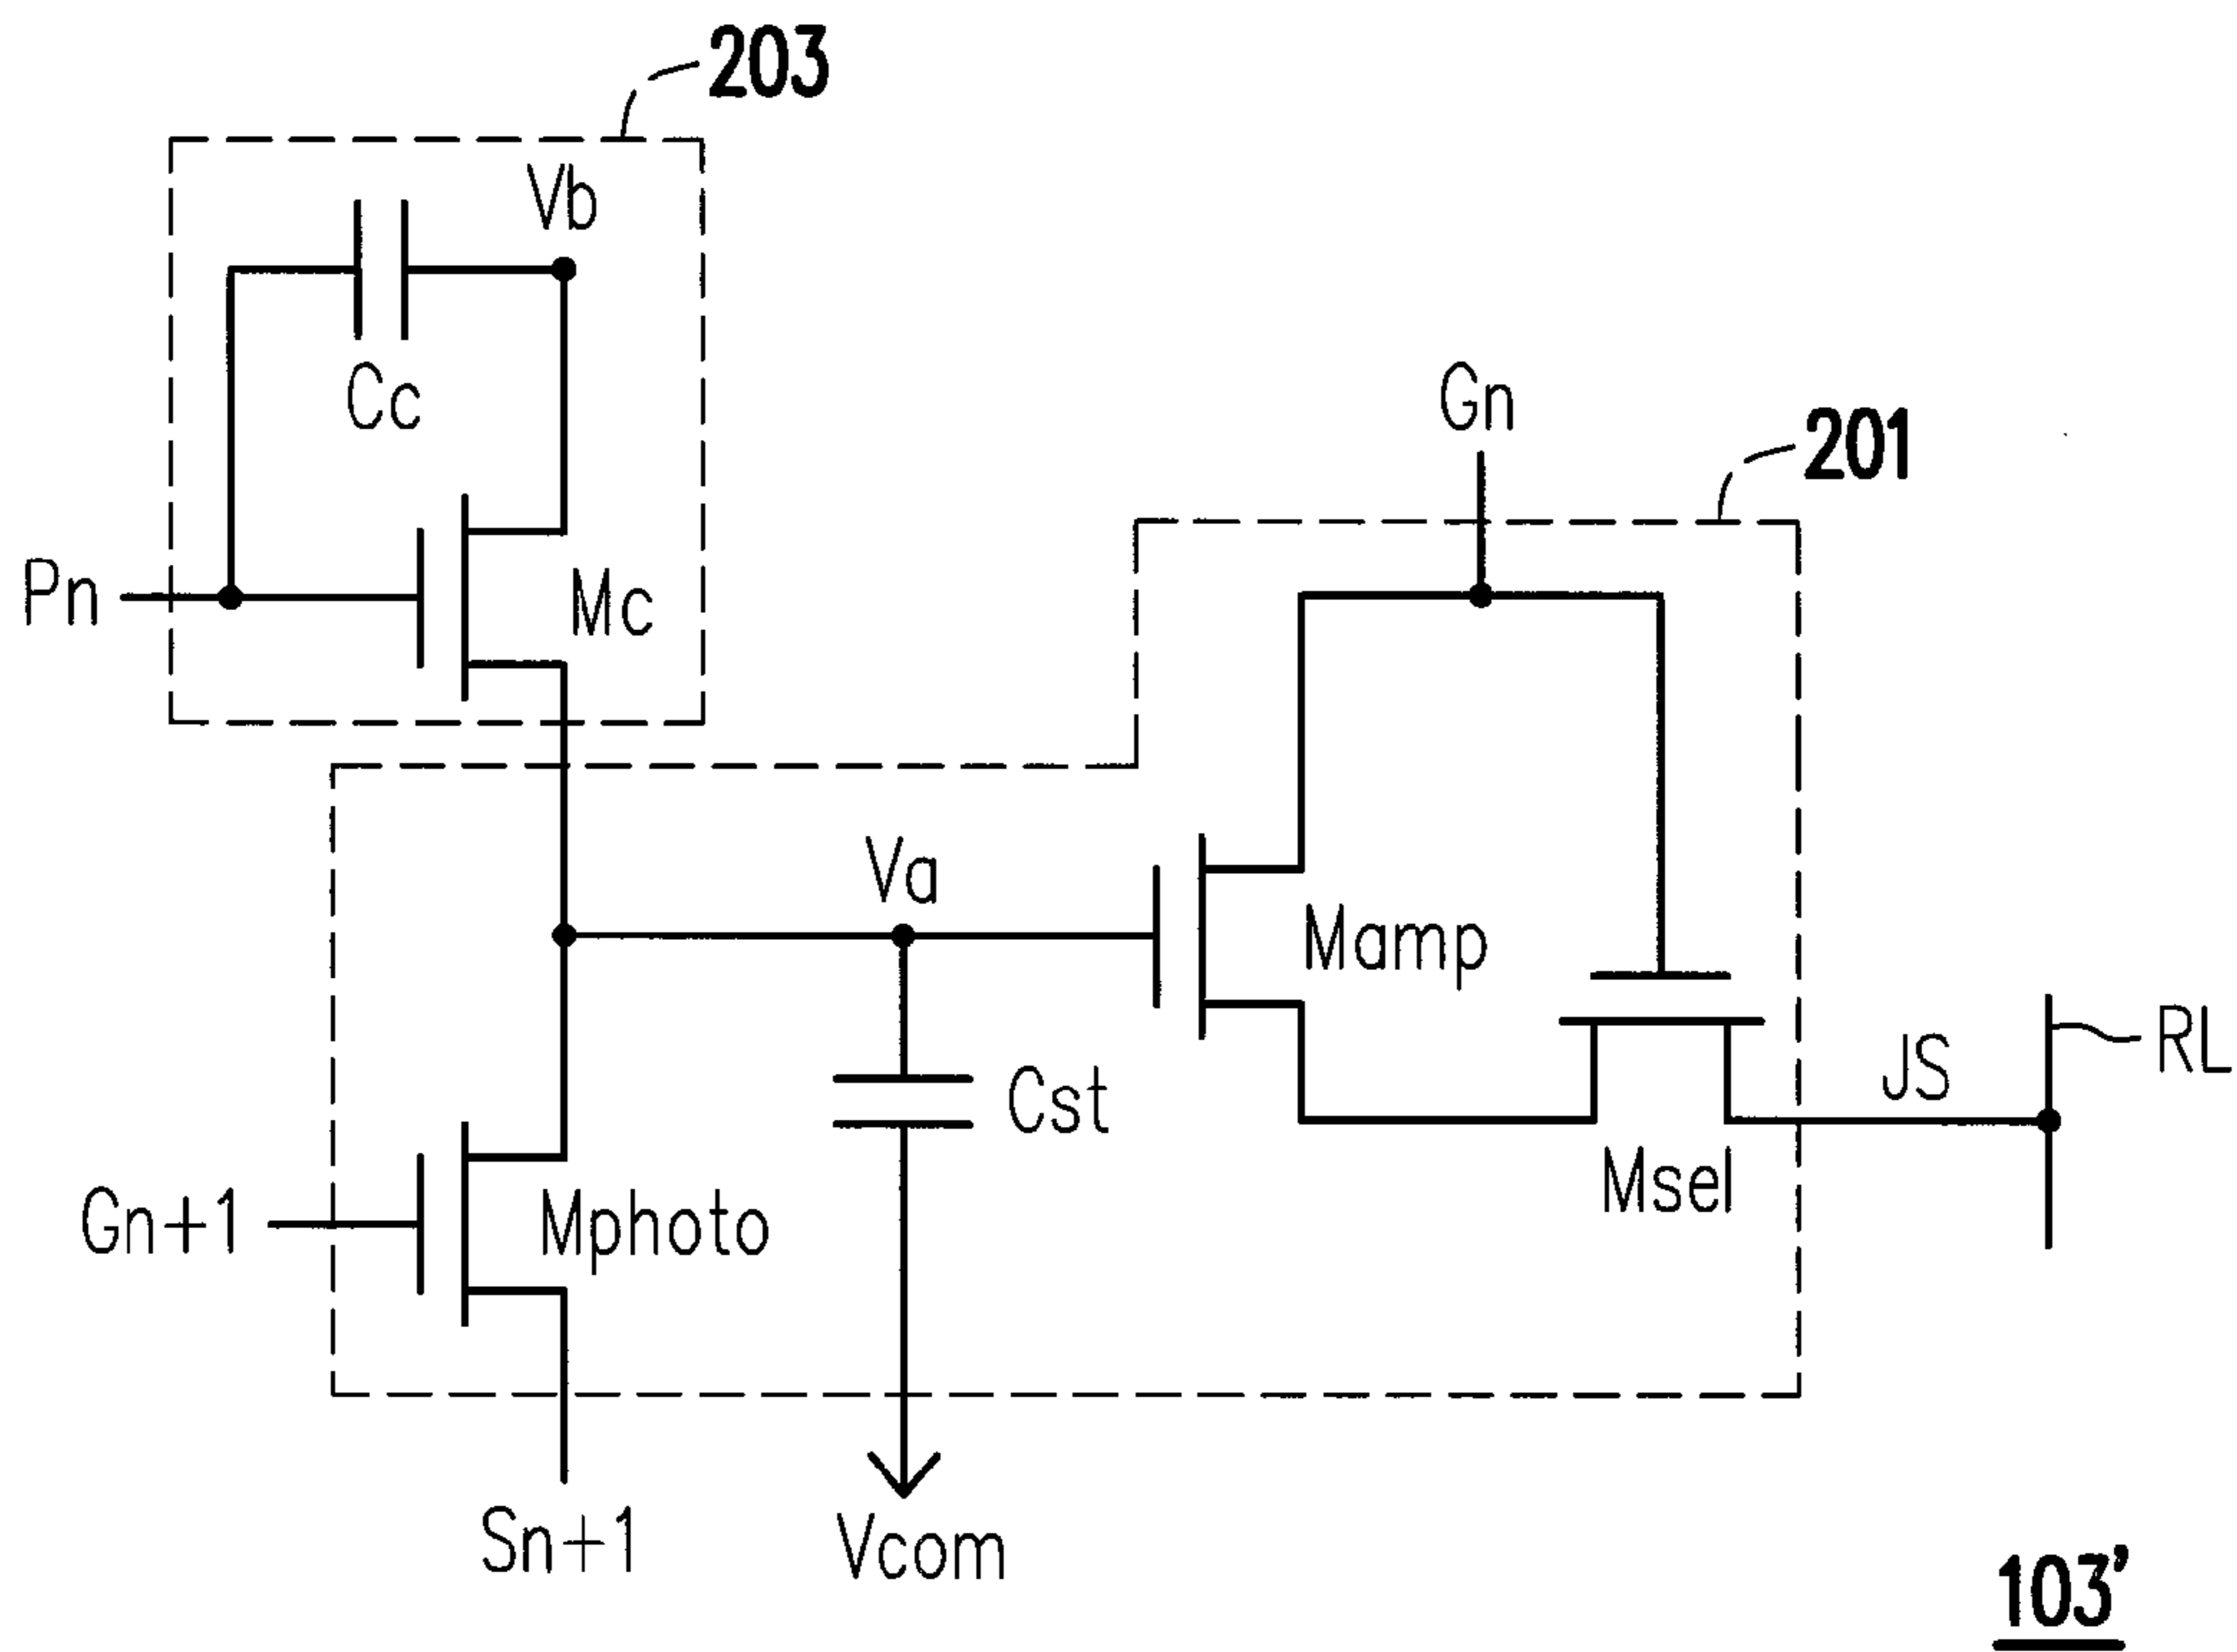 203
Vb
Cc
Gn
201
Pn
Mc
Va
Mamp
RL
JS
Cst
Msel
Gn+1
Mphoto
Sn+1
Vcom
103'